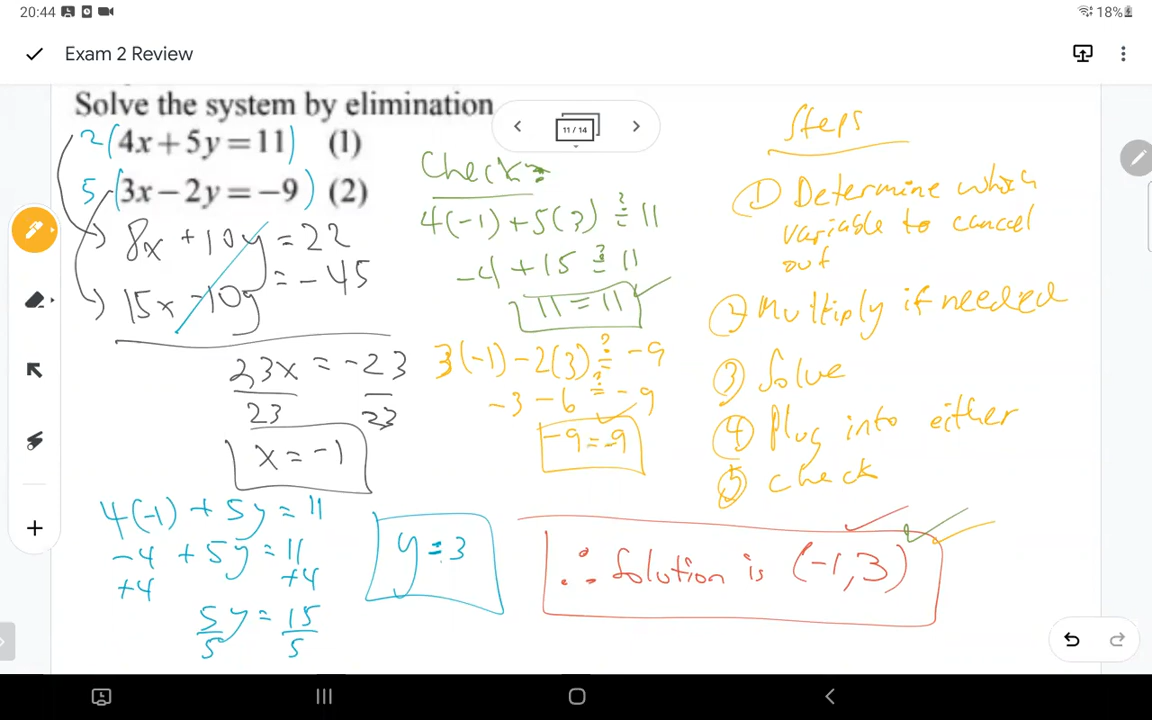 20:44
18%
Exam 2 Review
Solve the system by elimination
2(4x+5y=11) (1)
5(3x−2y=−9) (2)
8x +10y =22
15x −10y = −45
23x = −23
23 23
x = −1
4(−1) + 5y = 11
−4 + 5y = 11
+4 +4
5y = 15
5 5
y = 3
11 / 14
Check:
4(−1) +5(3) ≟ 11
−4 +15 ≟ 11
11 = 11
3(−1) −2(3) ≟ −9
−3 −6 ≟ −9
−9 = −9
Steps
① Determine which
variable to cancel
out
② Multiply if needed
③ Solve
④ Plug into either
⑤ check
∴ Solution is (−1,3)